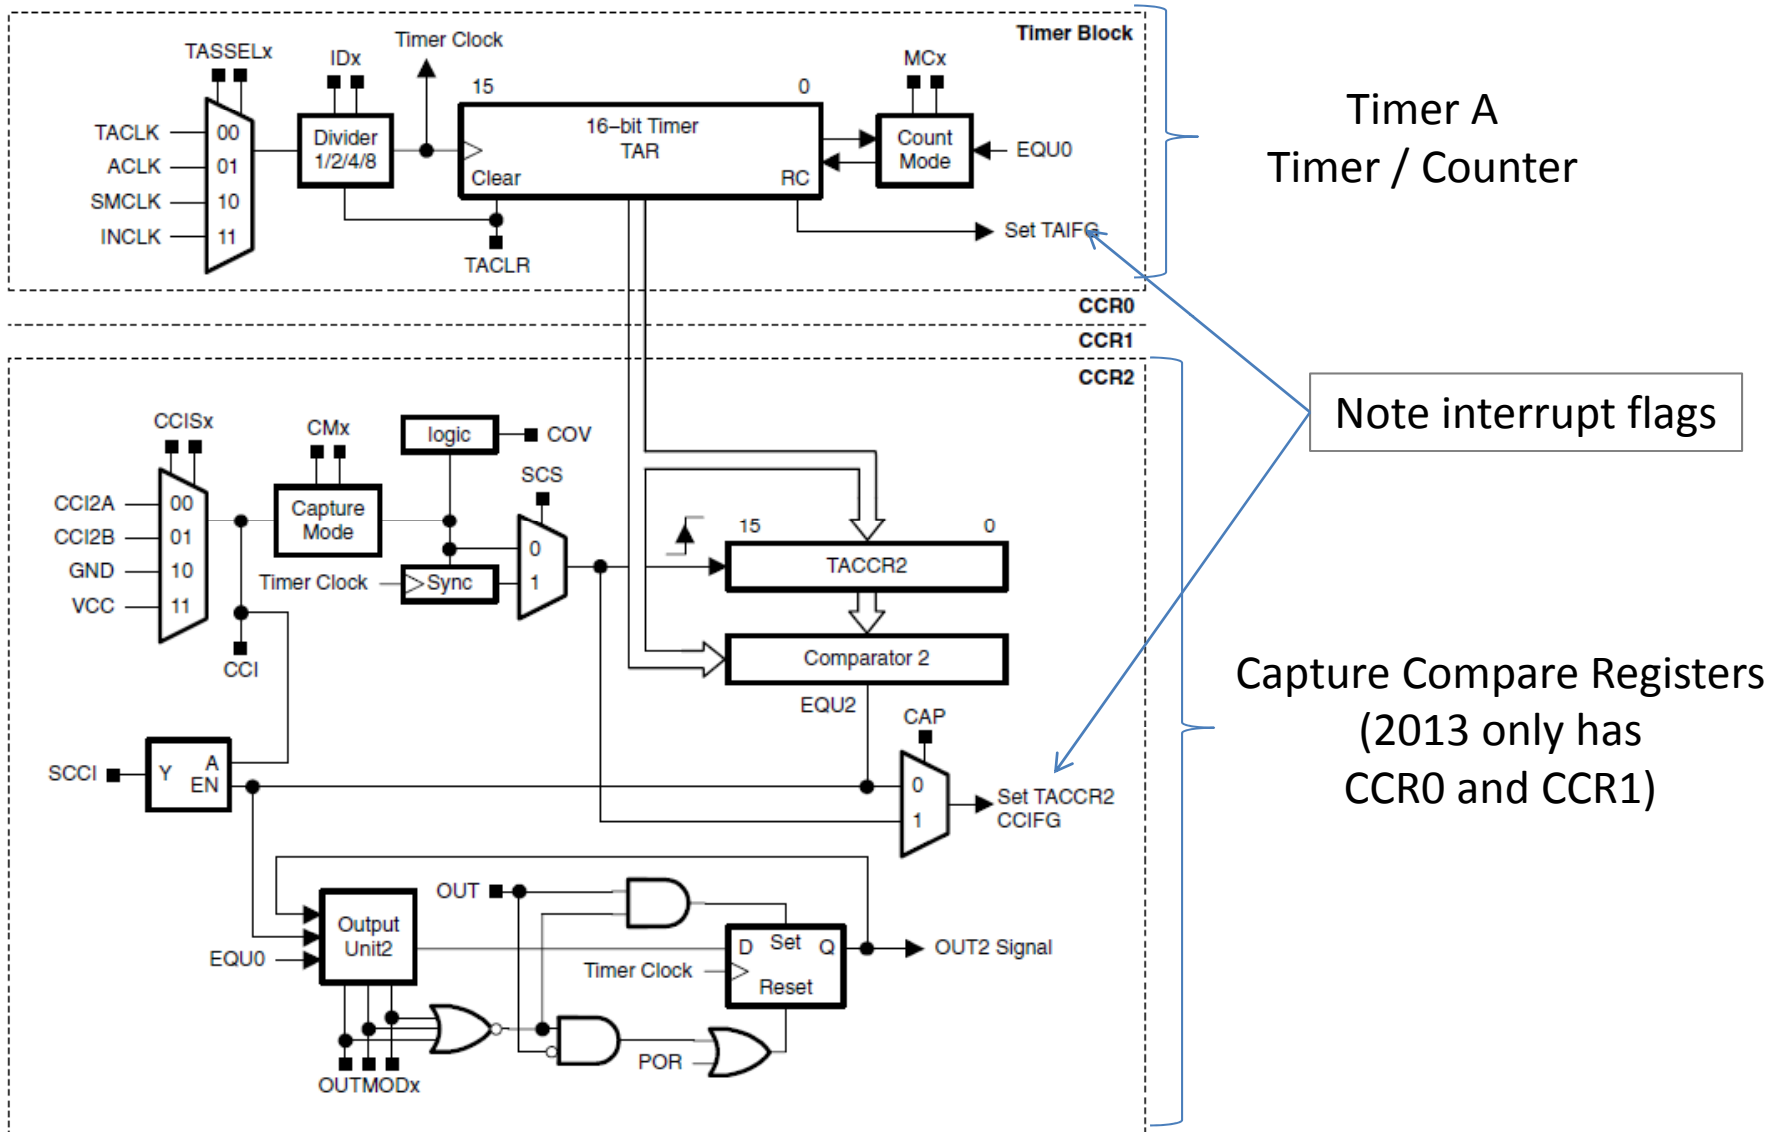 Timer Block
Timer Clock
TASSELx
IDx
MCx
15
0
TACLK
00
ACLK
01
SMCLK
10
INCLK
11
Divider
1/2/4/8
16-bit Timer
TAR
Clear
RC
Count
Mode
EQU0
Set TAIFG
TACLR
Timer A
Timer / Counter
CCR0
CCR1
CCR2
Note interrupt flags
CCISx
CMx
logic
COV
SCS
CCI2A
00
CCI2B
01
GND
10
VCC
11
Capture
Mode
0
1
Timer Clock
Sync
15
0
TACCR2
Comparator 2
CCI
EQU2
CAP
SCCI
Y
A
EN
0
1
Set TACCR2
CCIFG
Capture Compare Registers
(2013 only has
CCR0 and CCR1)
OUT
Output
Unit2
EQU0
D
Set
Q
Timer Clock
Reset
OUT2 Signal
POR
OUTMODx